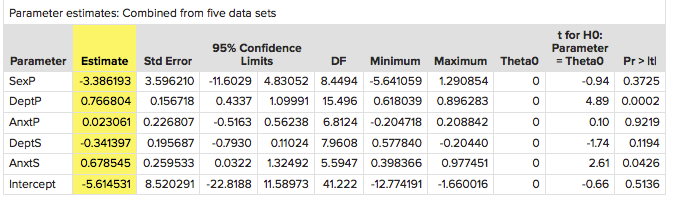 Parameter estimates: Combined from five data sets
t for H0:
95% Confidence Parameter
Parameter Estimate Std Error Limits DF Minimum Maximum Theta0 = Theta0 Pr > ltl
SexP -3.386193 3.596210 -11.6029 4.83052 8.4494 -5.641059 1.290854 0 -0.94 0.3725
DeptP 0.766804 0.156718 0.4337 1.09991 15.496 0.618039 0.896283 0 4.89 0.0002
AnxtP 0.023061 0.226807 -0.5163 0.56238 6.8124 -0.204718 0.208842 0 0.10 0.9219
DeptS -0.341397 0.195687 -0.7930 0.11024 7.9608 0.577840 -0.20440 0 -1.74 0.1194
AnxtS 0.678545 0.259533 0.0322 1.32492 5.5947 0.398366 0.977451 0 2.61 0.0426
Intercept -5.614531 8.520291 -22.8188 11.58973 41.222 -12.774191 -1.660016 0 -0.66 0.5136